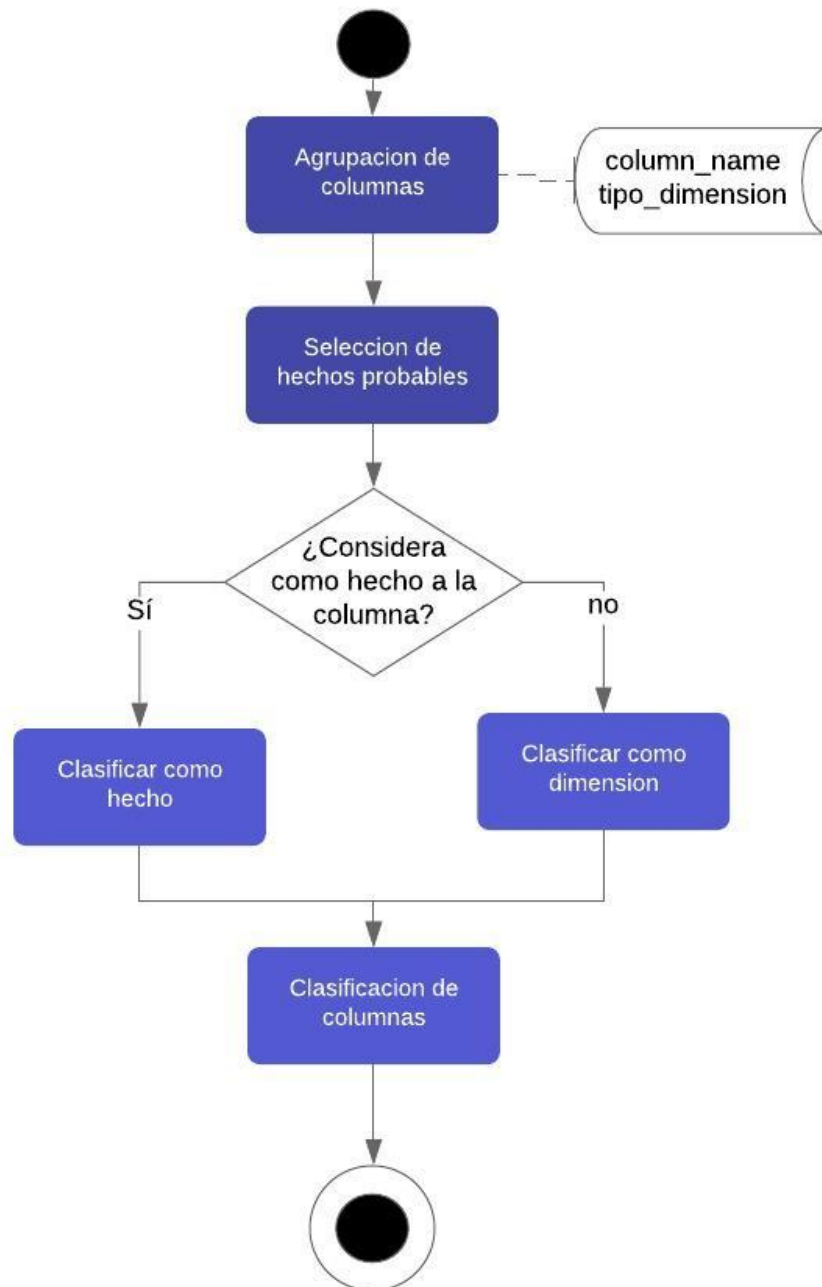 Agrupacion de
columnas
column_name
tipo_dimension
Seleccion de
hechos probables
¿Considera
como hecho a la
columna?
Sí
no
Clasificar como
hecho
Clasificar como
dimension
Clasificacion de
columnas